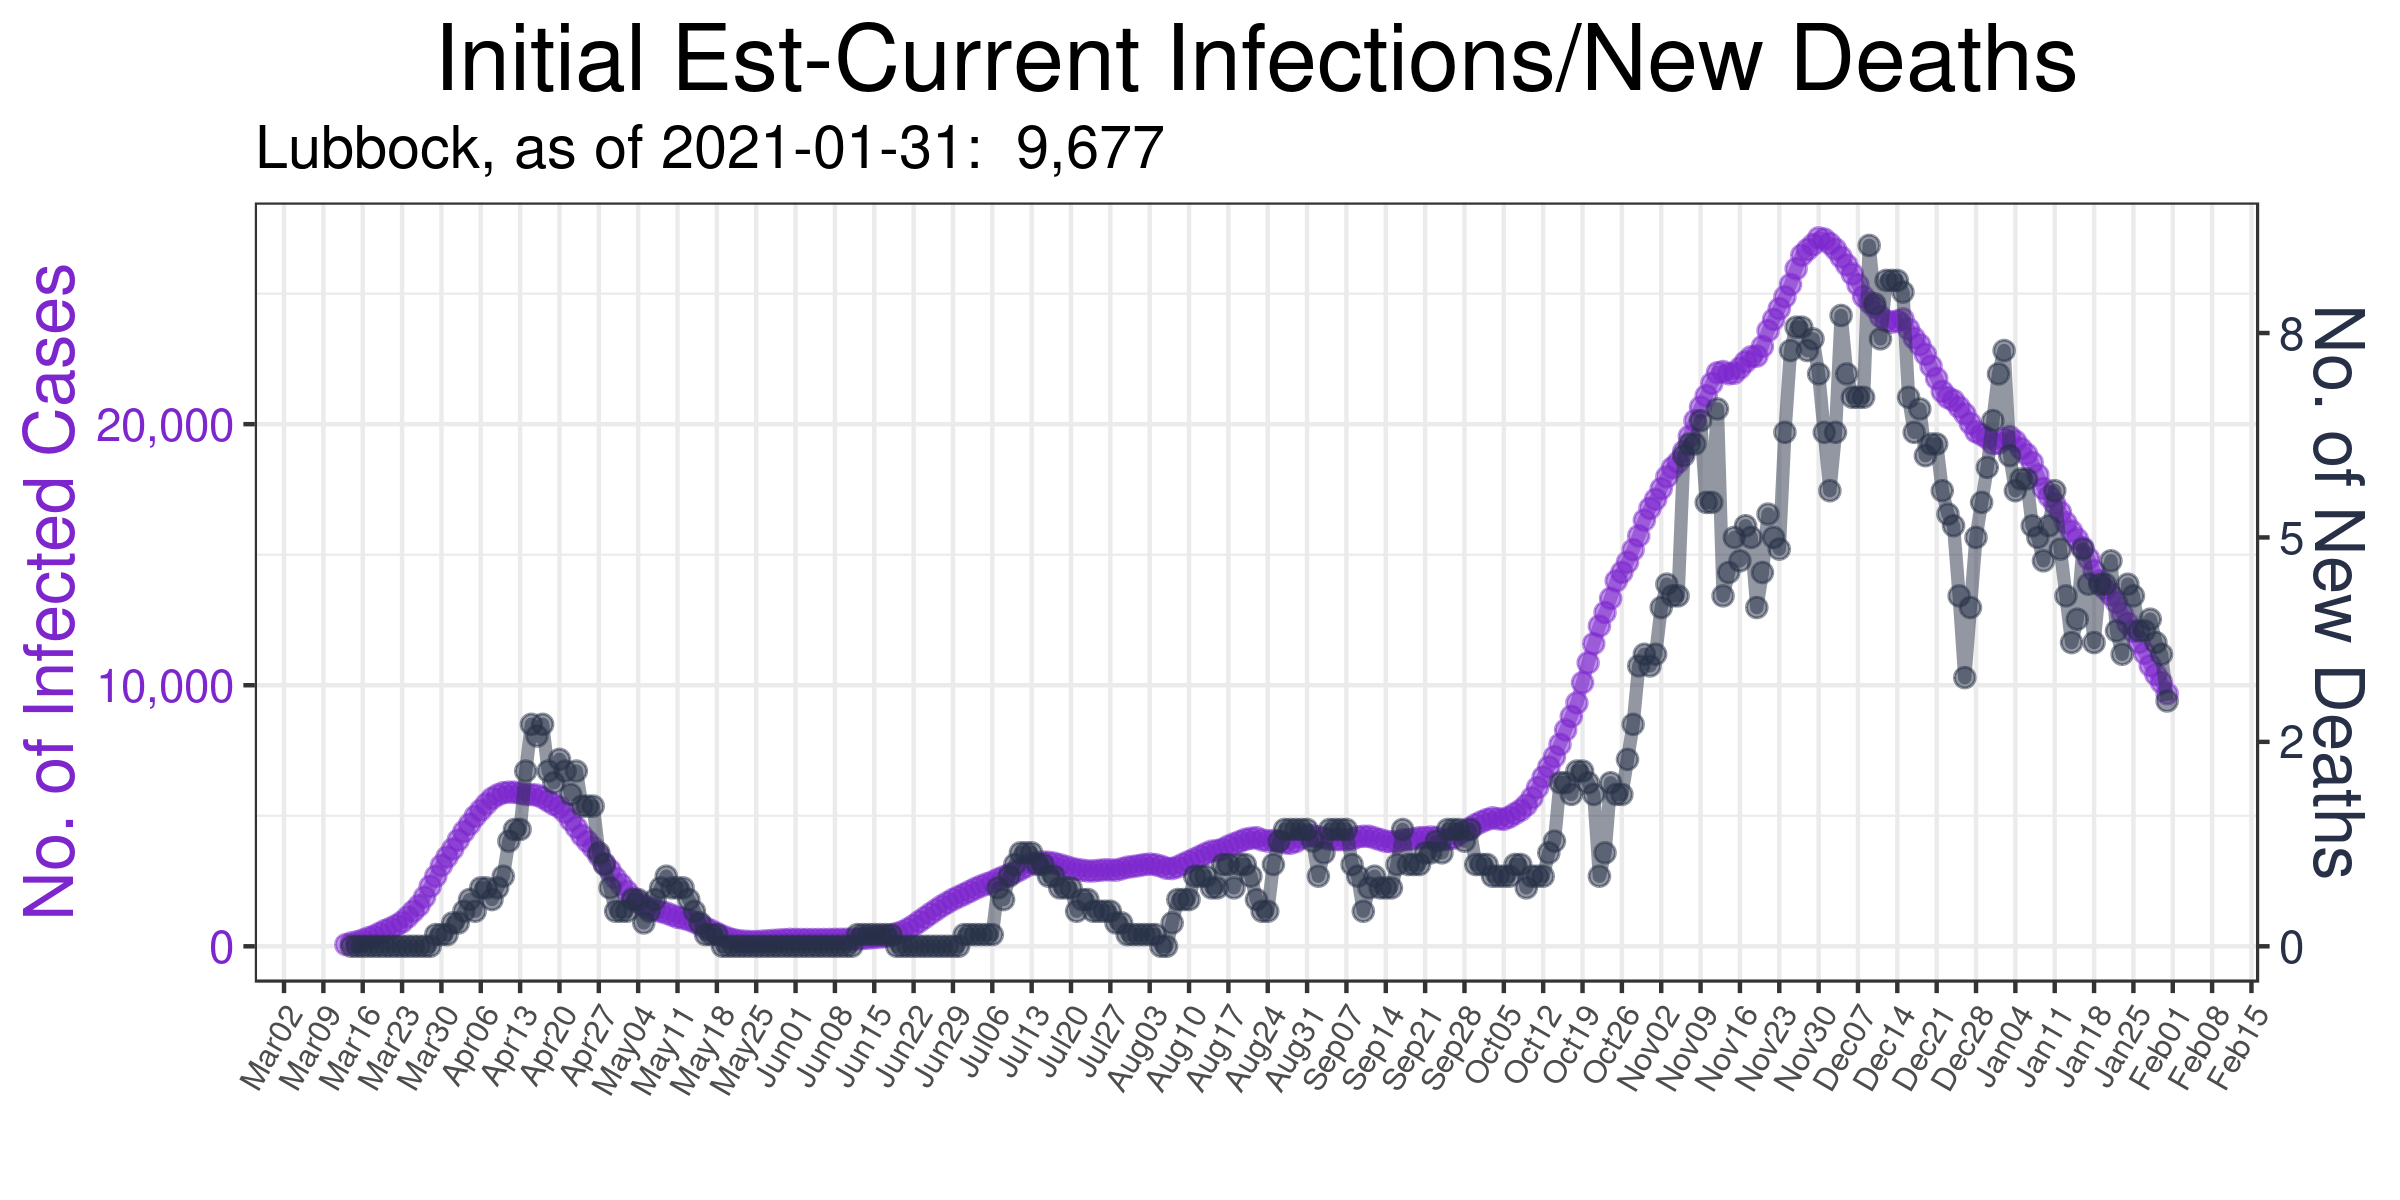 Initial Est-Current Infections/New Deaths
Lubbock, as of 2021-01-31:  9,677
No. of Infected Cases
20,000
10,000
0
8
5
2
0
No. of New Deaths
Mar02
Mar09
Mar16
Mar23
Mar30
Apr06
Apr13
Apr20
Apr27
May04
May11
May18
May25
Jun01
Jun08
Jun15
Jun22
Jun29
Jul06
Jul13
Jul20
Jul27
Aug03
Aug10
Aug17
Aug24
Aug31
Sep07
Sep14
Sep21
Sep28
Oct05
Oct12
Oct19
Oct26
Nov02
Nov09
Nov16
Nov23
Nov30
Dec07
Dec14
Dec21
Dec28
Jan04
Jan11
Jan18
Jan25
Feb01
Feb08
Feb15